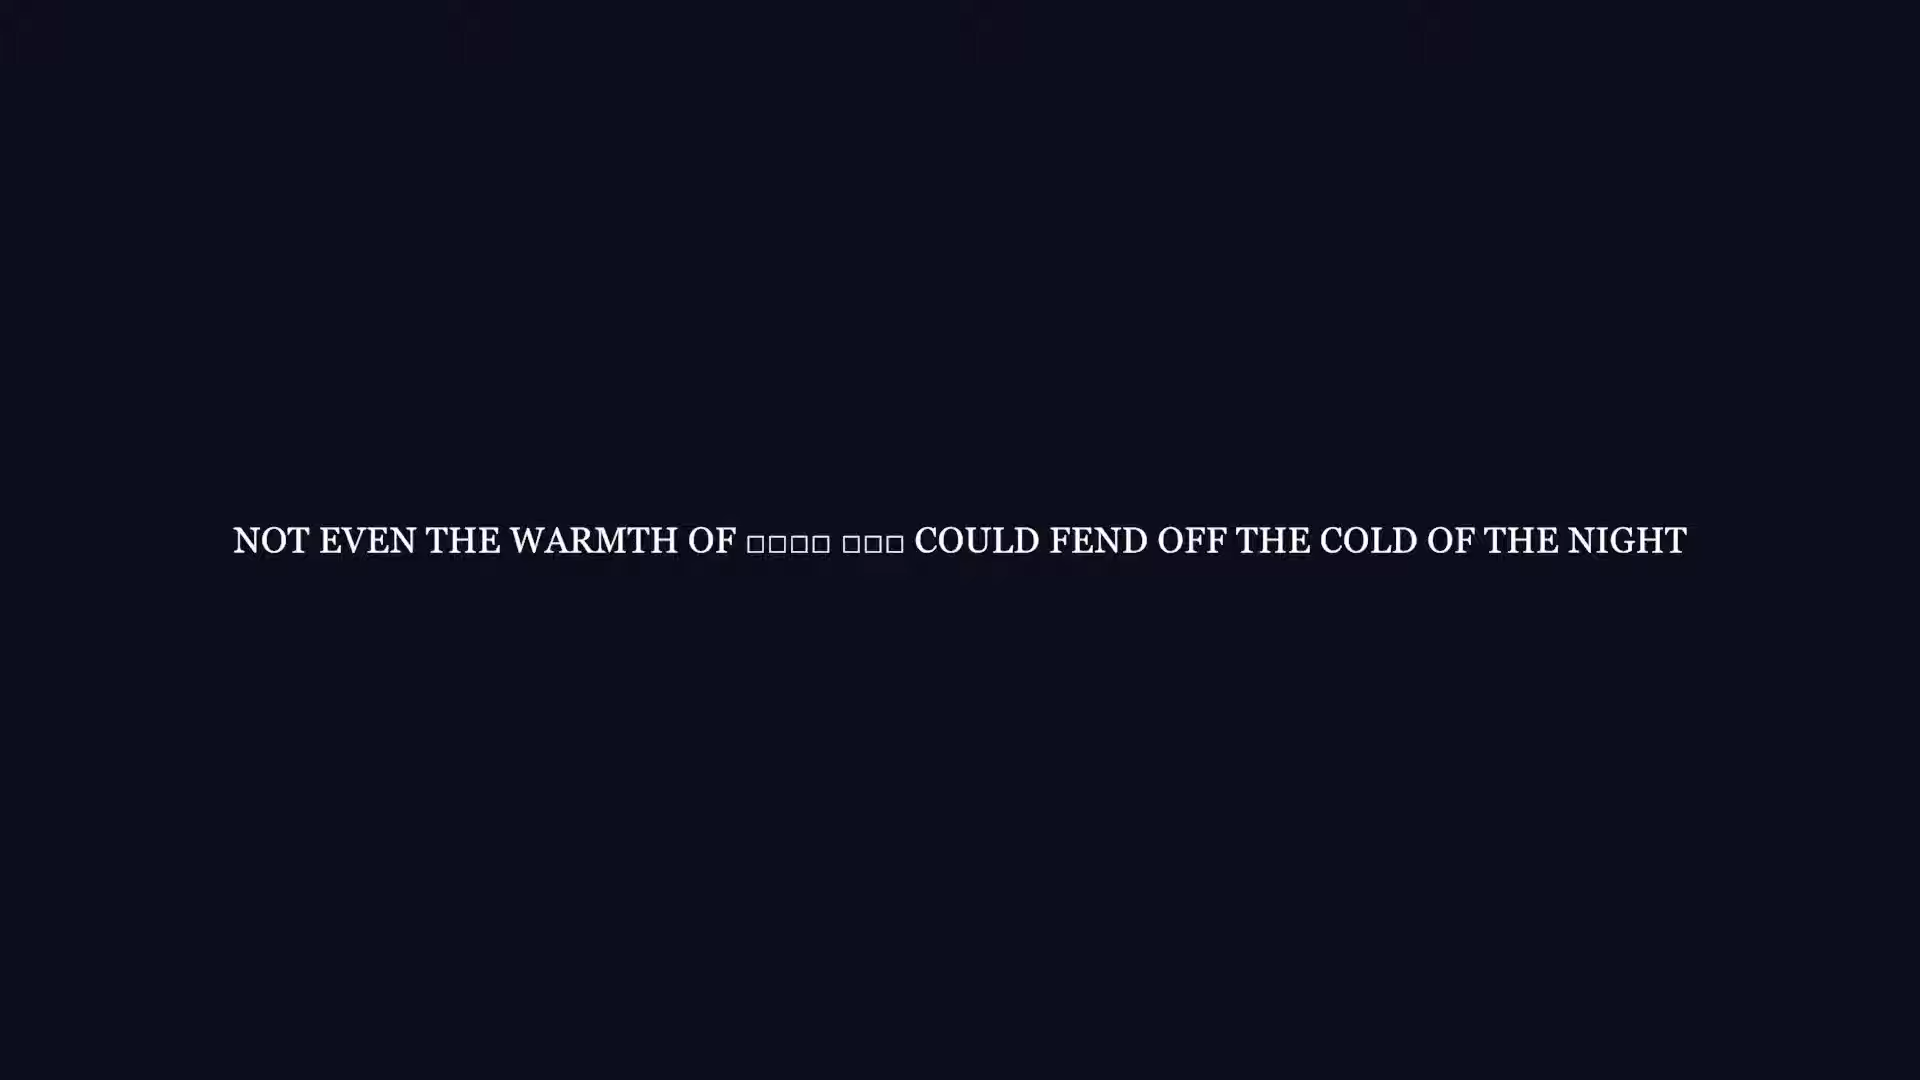 NOT EVEN THE WARMTH OF □□□□ □□□ COULD FEND OFF THE COLD OF THE NIGHT